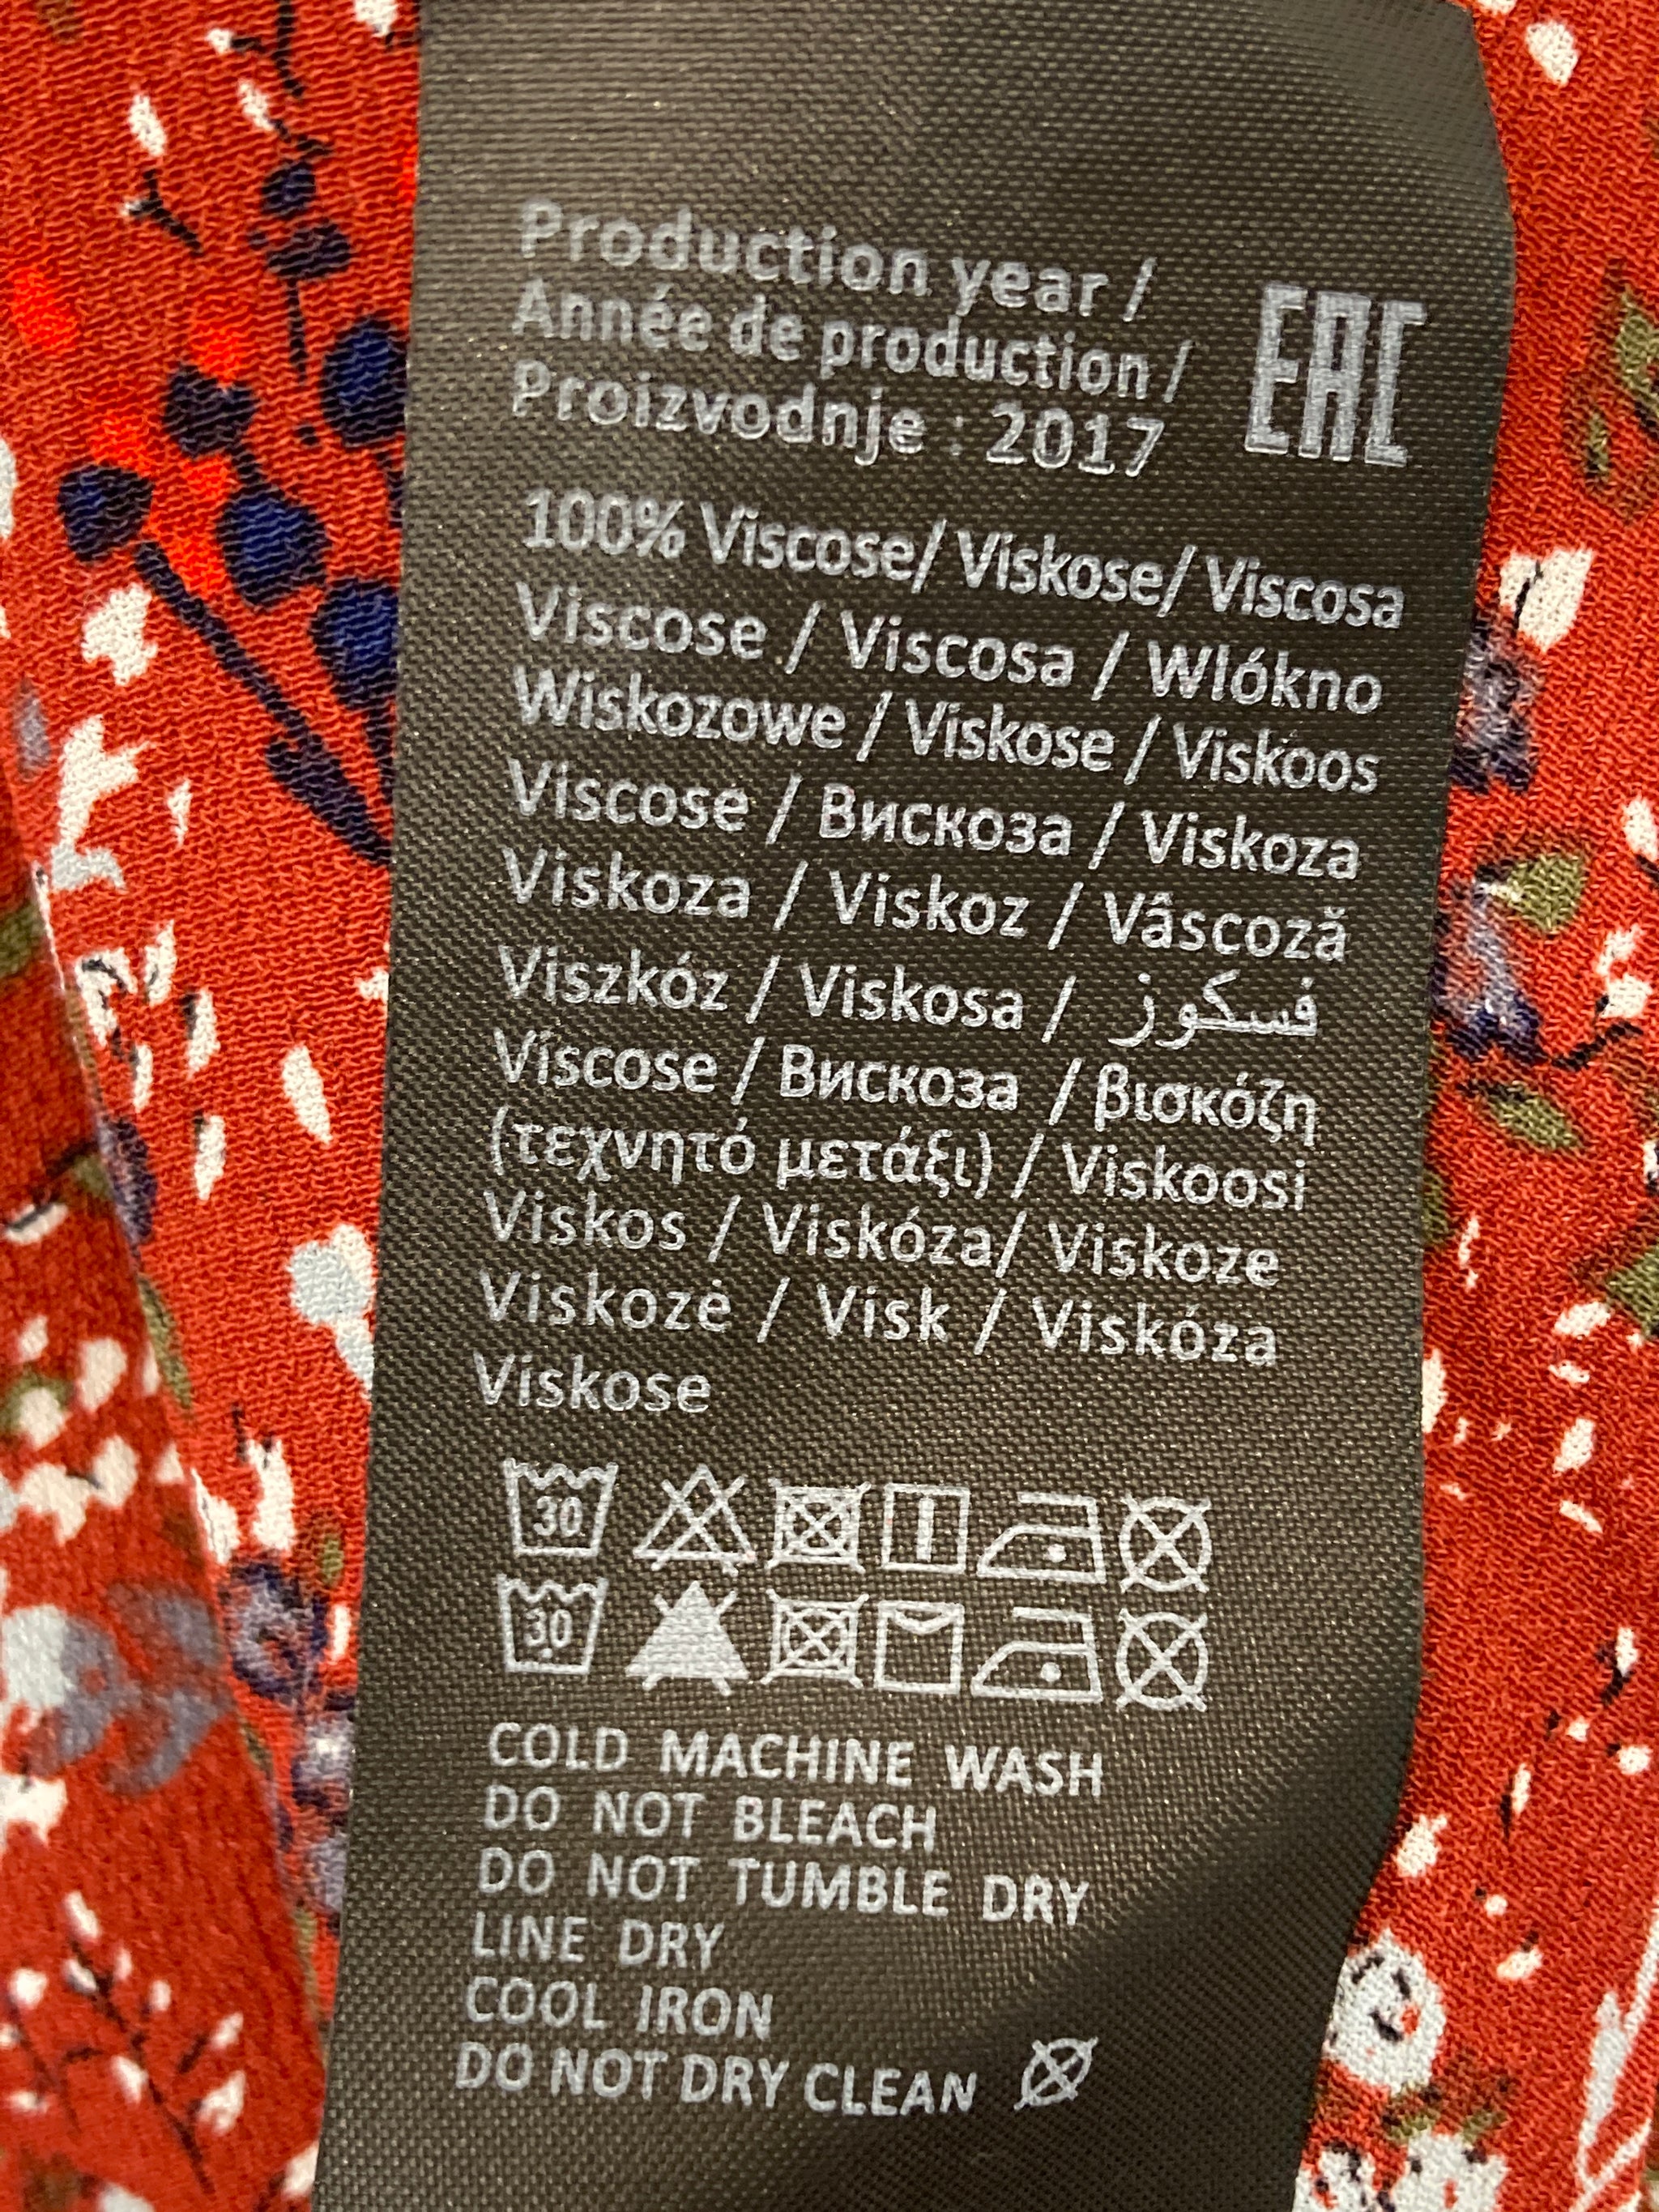 Production year /
Année de production /
Proizvodnje : 2017
EAC
100% Viscose/ Viskose/ Viscosa
Viscose / Viscosa / Wlókno
Wiskozowe / Viskose / Viskoos
Viscose / Вискоза / Viskoza
Viskoza / Viskoz / Vâscoză
Viszkóz / Viskosa / فسكوز
Viscose / Вискоза / βισκόζη
(τεχνητό μετάξι) / Viskoosi
Viskos / Viskóza/ Viskoze
Viskozė / Visk / Viskóza
Viskose
30
30
COLD MACHINE WASH
DO NOT BLEACH
DO NOT TUMBLE DRY
LINE DRY
COOL IRON
DO NOT DRY CLEAN